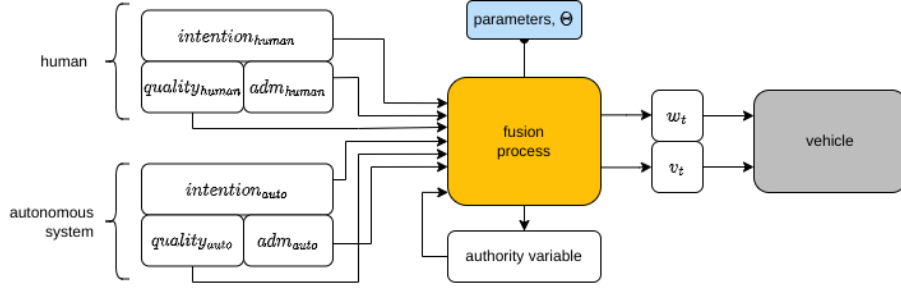 parameters, Θ
human
intention_human
quality_human adm_human
fusion
process
w_t
v_t
vehicle
autonomous
system
intention_auto
quality_auto adm_auto
authority variable